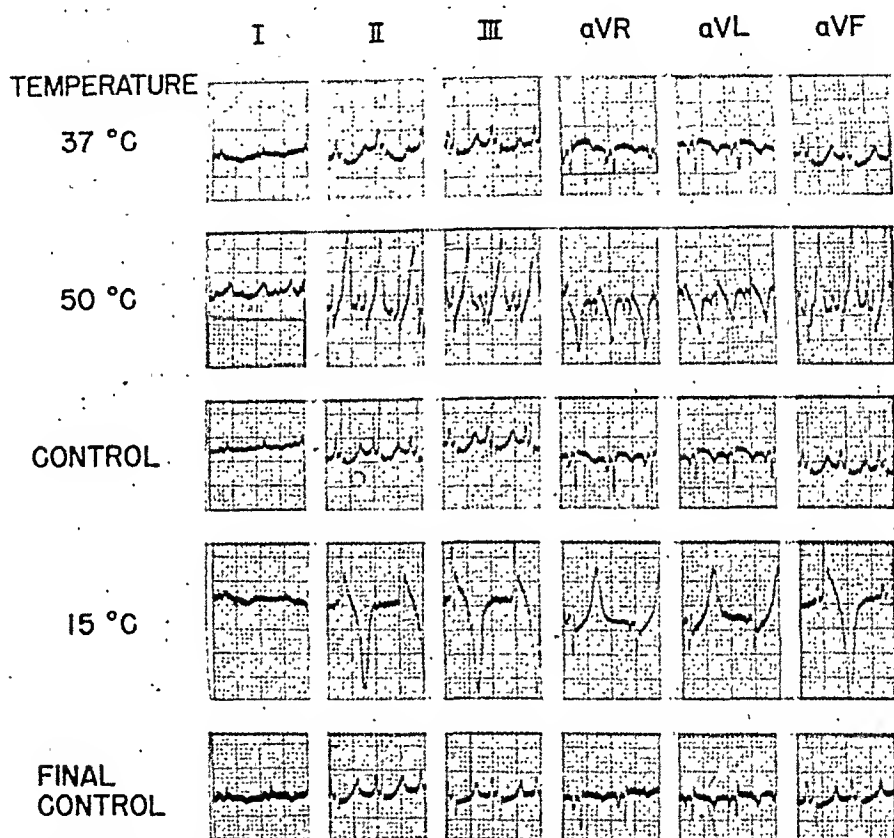 I II III aVR aVL aVF
TEMPERATURE
37 °C
50 °C
CONTROL
15 °C
FINAL
CONTROL